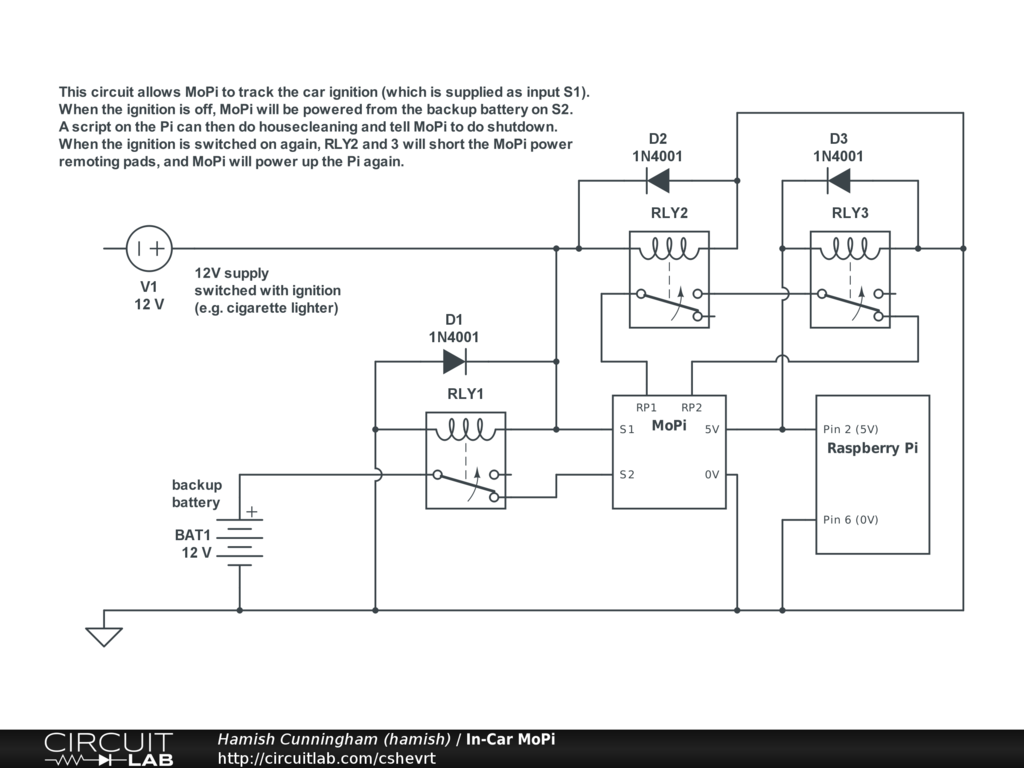 This circuit allows MoPi to track the car ignition (which is supplied as input S1).
When the ignition is off, MoPi will be powered from the backup battery on S2.
A script on the Pi can then do housecleaning and tell MoPi to do shutdown.
When the ignition is switched on again, RLY2 and 3 will short the MoPi power
remoting pads, and MoPi will power up the Pi again.
D2
1N4001
D3
1N4001
RLY2
RLY3
V1
12 V
12V supply
switched with ignition
(e.g. cigarette lighter)
D1
1N4001
RLY1
RP1
RP2
MoPi
S1
5V
S2
0V
Pin 2 (5V)
Raspberry Pi
Pin 6 (0V)
backup
battery
+
BAT1
12 V
CIRCUIT
LAB
Hamish Cunningham (hamish) / In-Car MoPi
http://circuitlab.com/cshevrt